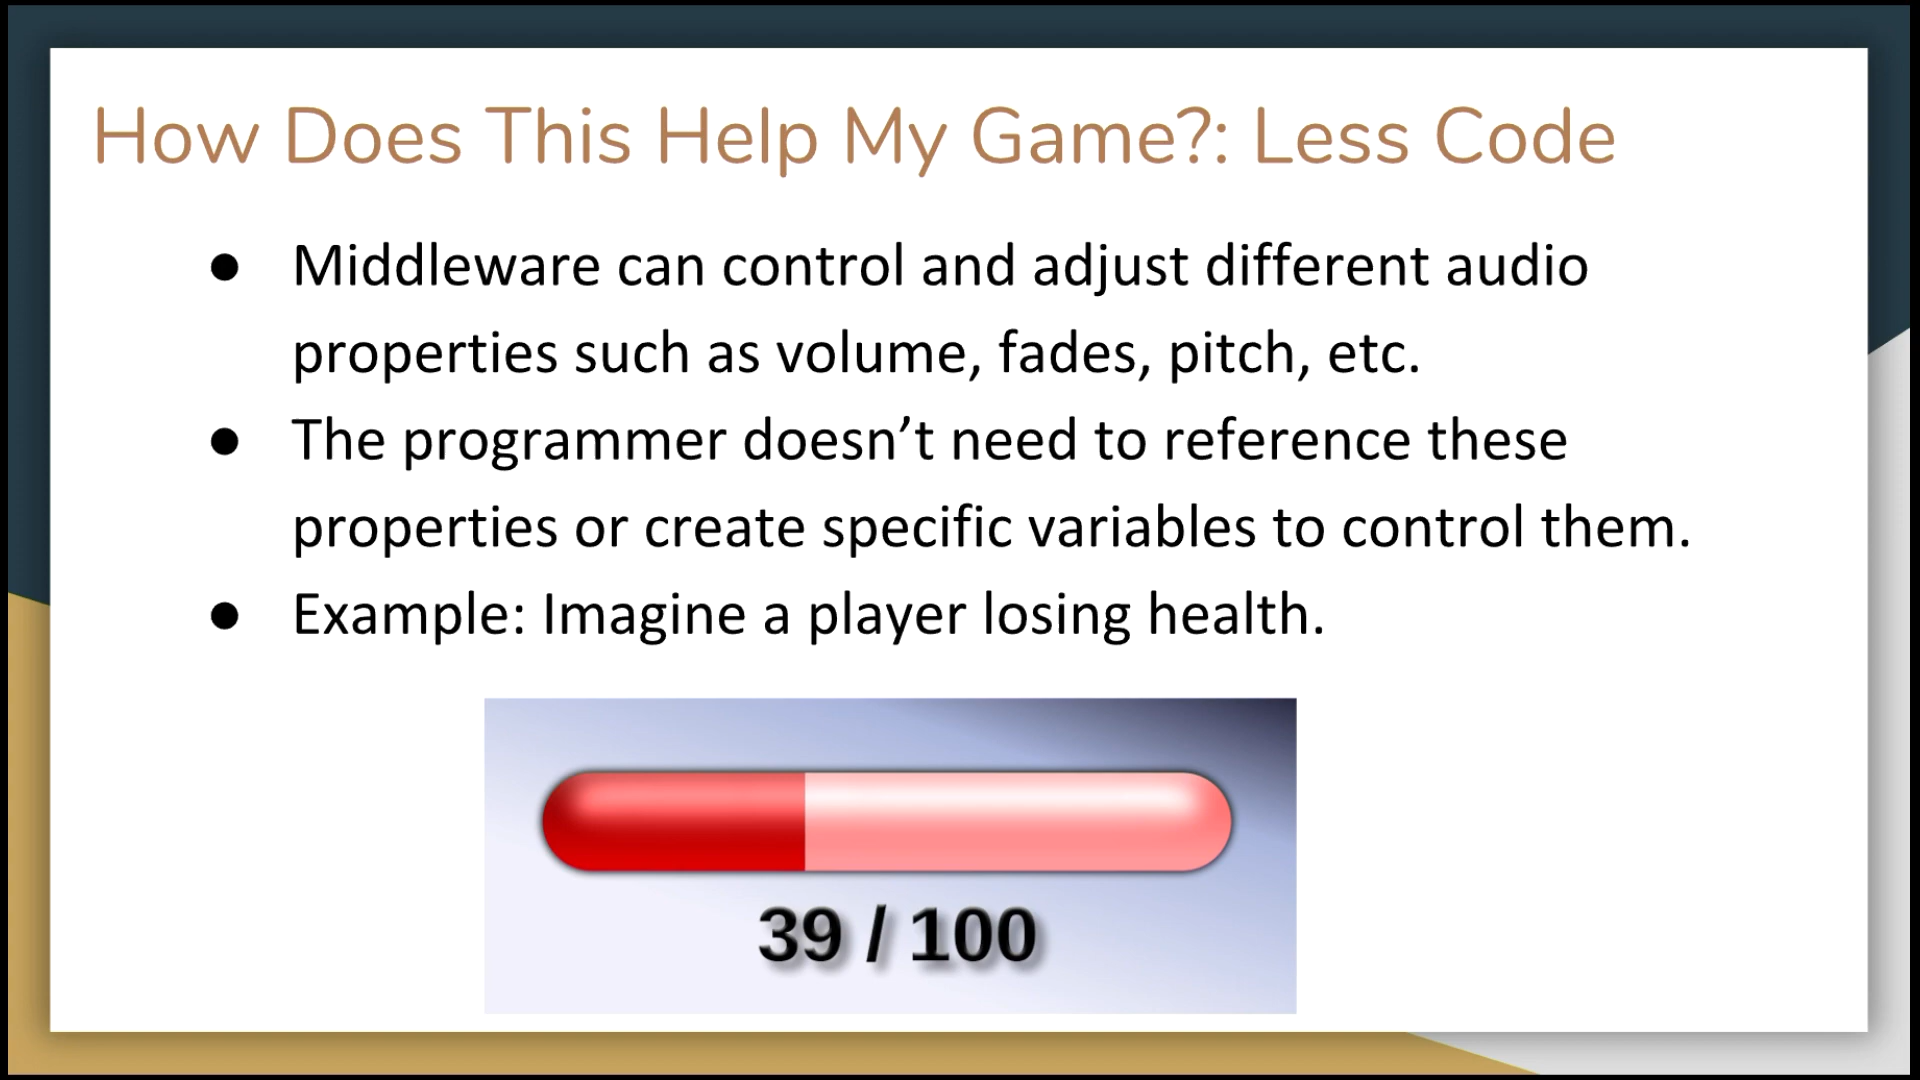 How Does This Help My Game?: Less Code
● Middleware can control and adjust different audio
properties such as volume, fades, pitch, etc.
● The programmer doesn’t need to reference these
properties or create specific variables to control them.
● Example: Imagine a player losing health.
39 / 100